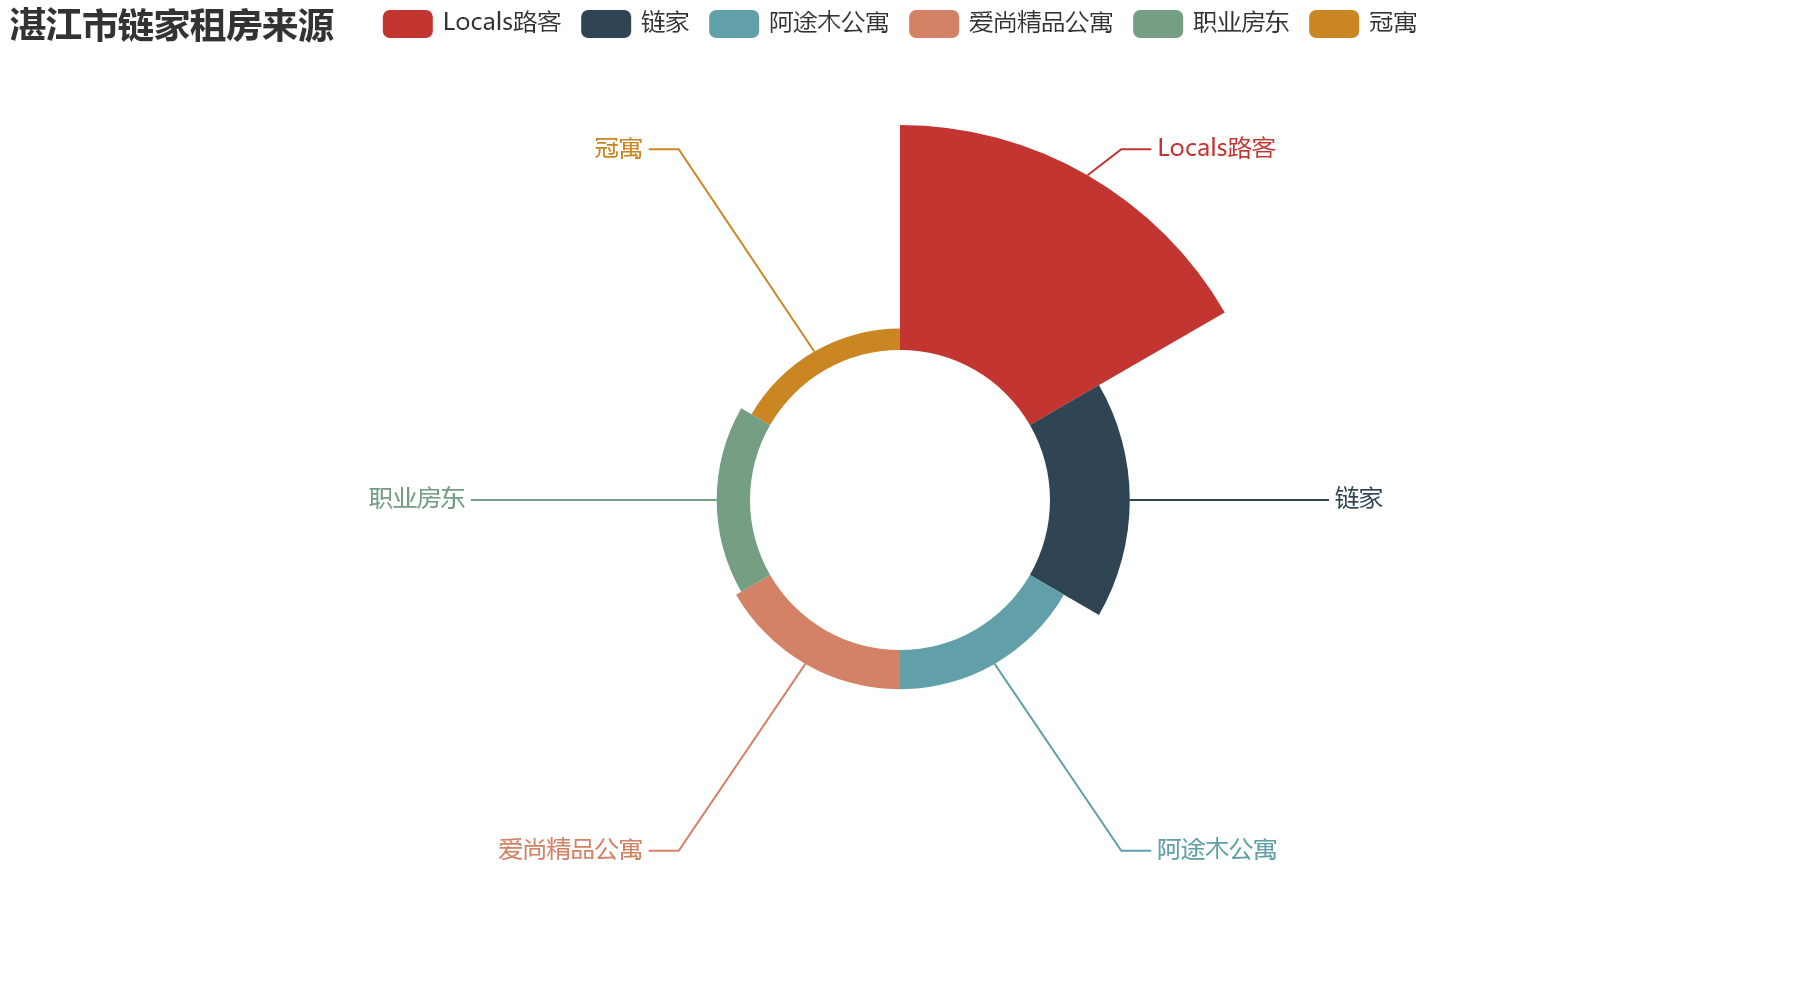 湛江市链家租房来源
Locals路客 链家 阿途木公寓 爱尚精品公寓 职业房东 冠寓
冠寓 Locals路客
职业房东 链家
爱尚精品公寓 阿途木公寓